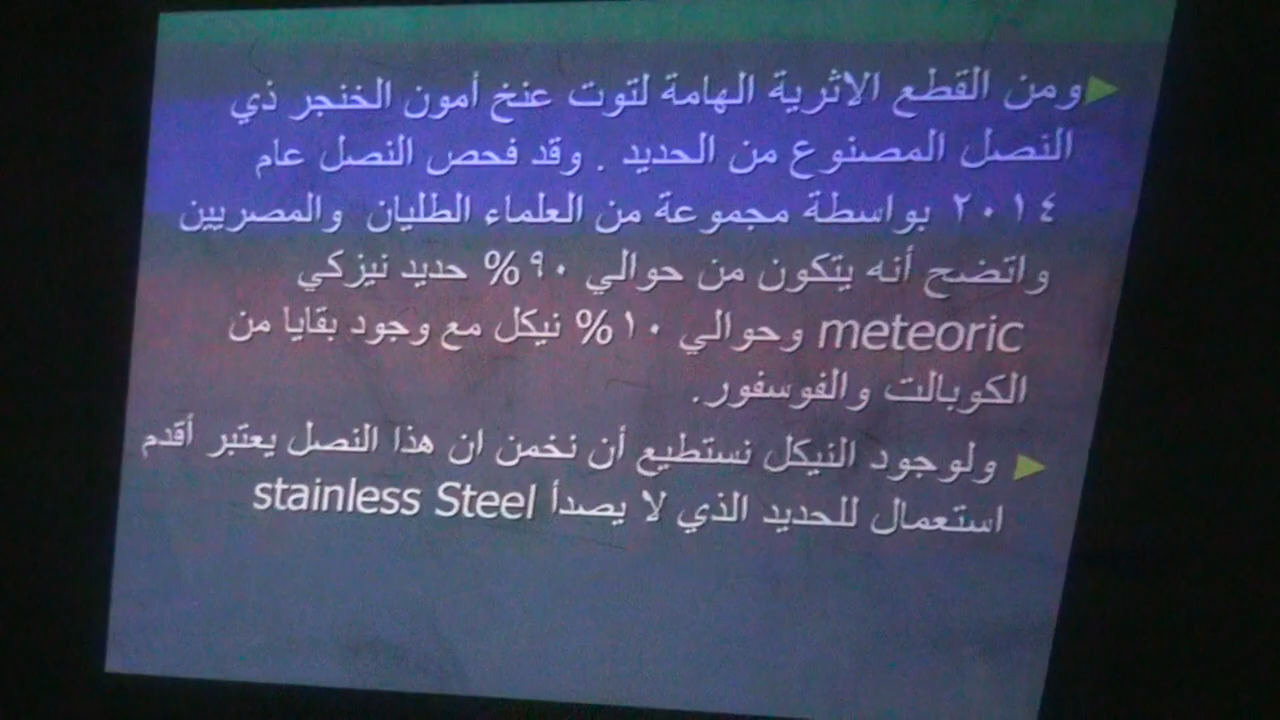 ومن القطع الاثرية الهامة لتوت عنخ أمون الخنجر ذي
النصل المصنوع من الحديد . وقد فحص النصل عام
٢٠١٤ بواسطة مجموعة من العلماء الطليان والمصريين
واتضح أنه يتكون من حوالي ٩٠% حديد نيزكي
meteoric وحوالي ١٠% نيكل مع وجود بقايا من
الكوبالت والفوسفور.
ولوجود النيكل نستطيع أن نخمن ان هذا النصل يعتبر أقدم
استعمال للحديد الذي لا يصدأ stainless Steel